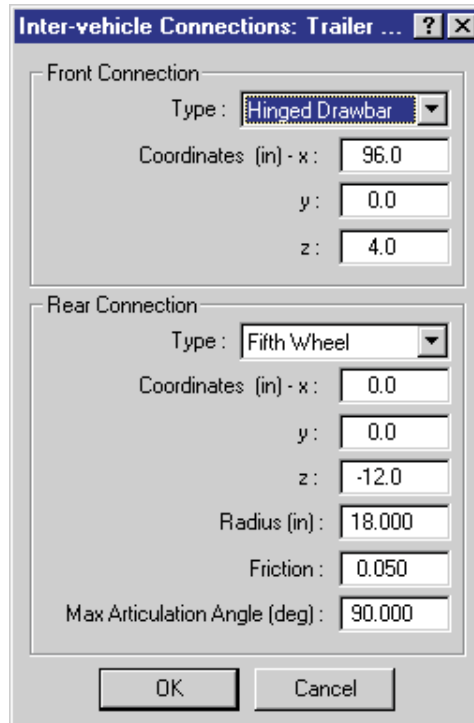 Inter-vehicle Connections: Trailer ... ? X
Front Connection
Type : Hinged Drawbar
Coordinates (in) - x : 96.0
y : 0.0
z : 4.0
Rear Connection
Type : Fifth Wheel
Coordinates (in) - x : 0.0
y : 0.0
z : -12.0
Radius (in) : 18.000
Friction : 0.050
Max Articulation Angle (deg) : 90.000
OK Cancel